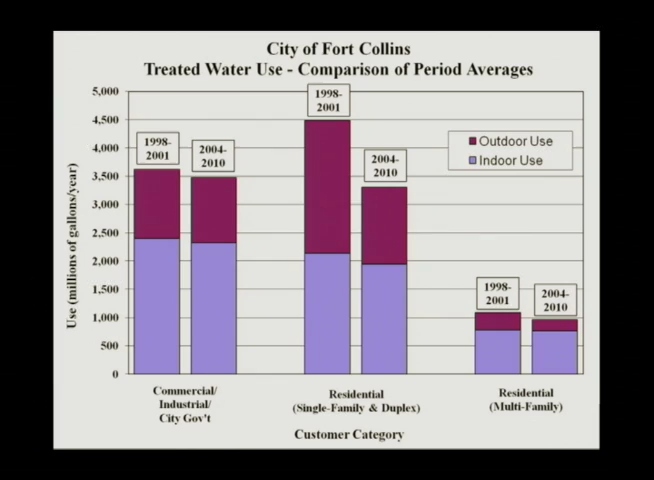 City of Fort Collins
Treated Water Use - Comparison of Period Averages
Use (millions of gallons/year)
5,000
4,500
4,000
3,500
3,000
2,500
2,000
1,500
1,000
500
0
1998-
2001
2004-
2010
1998-
2001
2004-
2010
1998-
2001
2004-
2010
Outdoor Use
Indoor Use
Commercial/
Industrial/
City Gov't
Residential
(Single-Family & Duplex)
Residential
(Multi-Family)
Customer Category